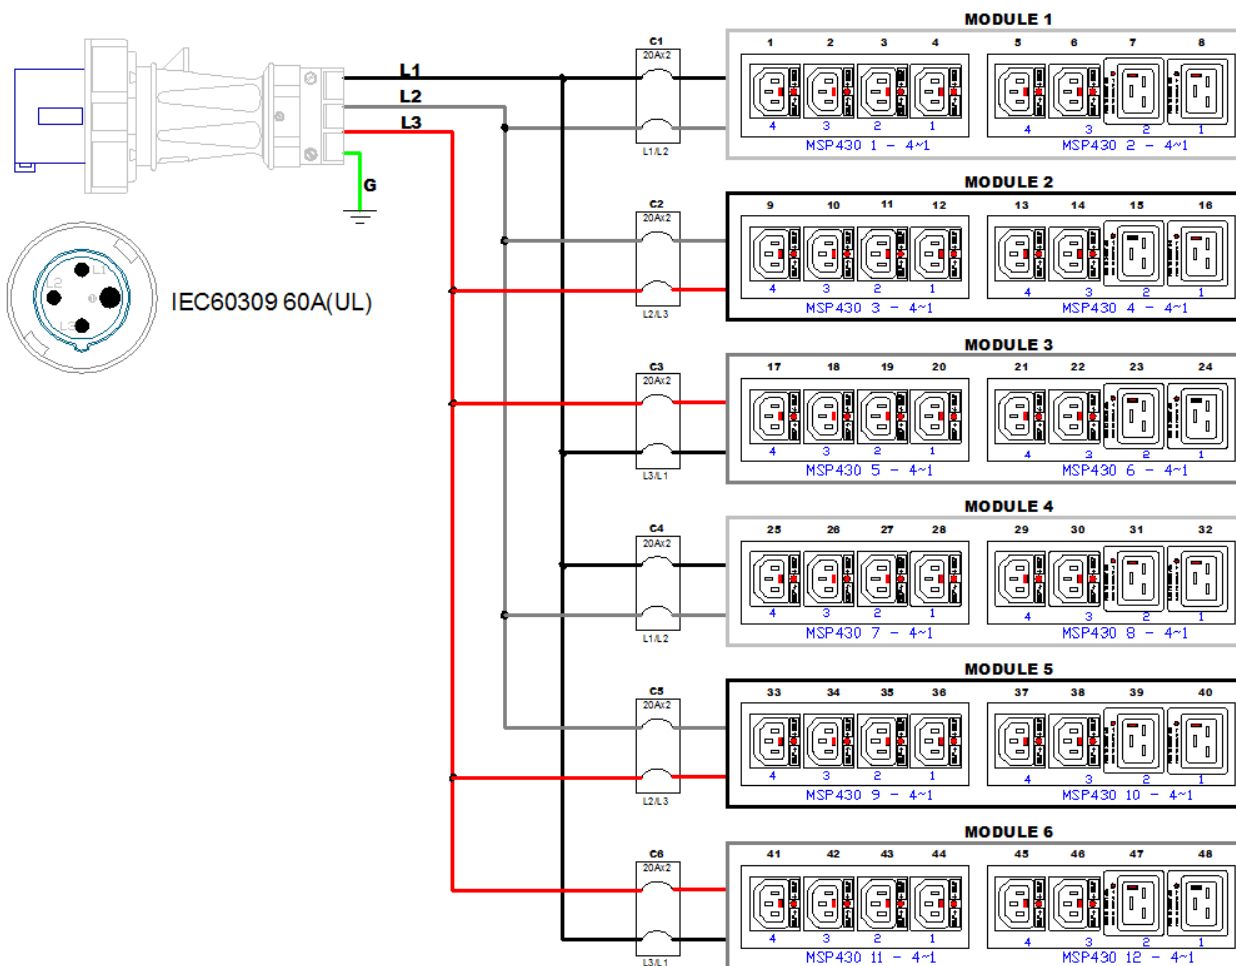 L1
L2
L3
G
L1
L2
L3
IEC60309 60A(UL)
MODULE 1
C1
20Ax2
L1/L2
1 2 3 4 5 6 7 8
4 3 2 1 4 3 2 1
MSP430 1 - 4~1 MSP430 2 - 4~1
MODULE 2
C2
20Ax2
L2/L3
9 10 11 12 13 14 15 16
4 3 2 1 4 3 2 1
MSP430 3 - 4~1 MSP430 4 - 4~1
MODULE 3
C3
20Ax2
L3/L1
17 18 19 20 21 22 23 24
4 3 2 1 4 3 2 1
MSP430 5 - 4~1 MSP430 6 - 4~1
MODULE 4
C4
20Ax2
L1/L2
25 26 27 28 29 30 31 32
4 3 2 1 4 3 2 1
MSP430 7 - 4~1 MSP430 8 - 4~1
MODULE 5
C5
20Ax2
L2/L3
33 34 35 36 37 38 39 40
4 3 2 1 4 3 2 1
MSP430 9 - 4~1 MSP430 10 - 4~1
MODULE 6
C6
20Ax2
L3/L1
41 42 43 44 45 46 47 48
4 3 2 1 4 3 2 1
MSP430 11 - 4~1 MSP430 12 - 4~1